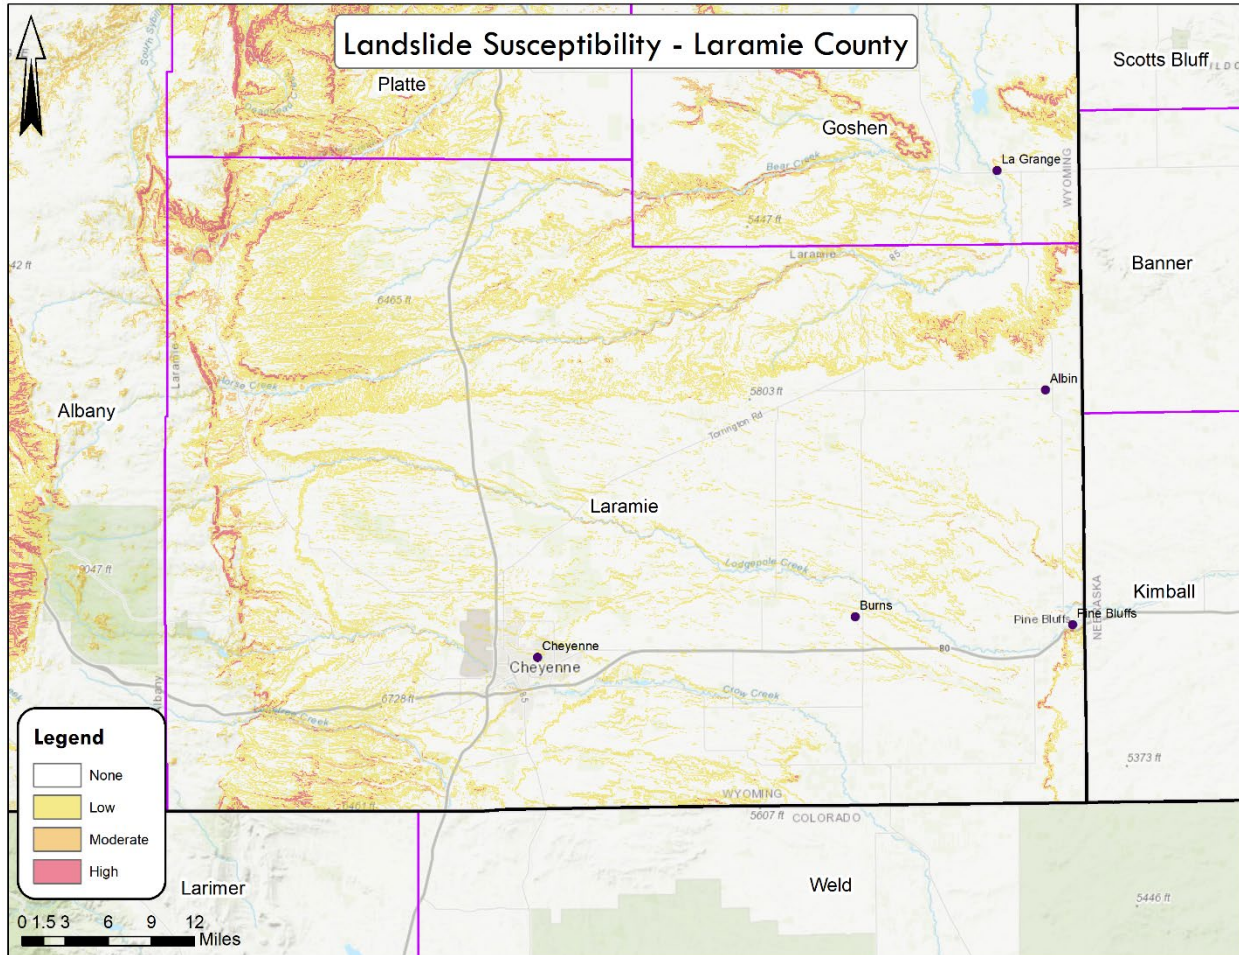 Landslide Susceptibility - Laramie County
Scotts Bluff
Platte
Goshen
Bear Creek
La Grange
WYOMING
5447 ft
Laramie
85
Banner
42 ft
6465 ft
Laramie
Horse Creek
Albin
5803 ft
Albany
Torrington Rd
Laramie
Lodgepole Creek
Kimball
NEBRASKA
Burns
Pine Bluffs
Pine Bluffs
Cheyenne
Cheyenne
80
6728 ft
85
Crow Creek
Albany
5373 ft
Legend
None
Low
Moderate
High
WYOMING
COLORADO
5607 ft
Larimer
Weld
5446 ft
0 1.5 3 6 9 12
Miles